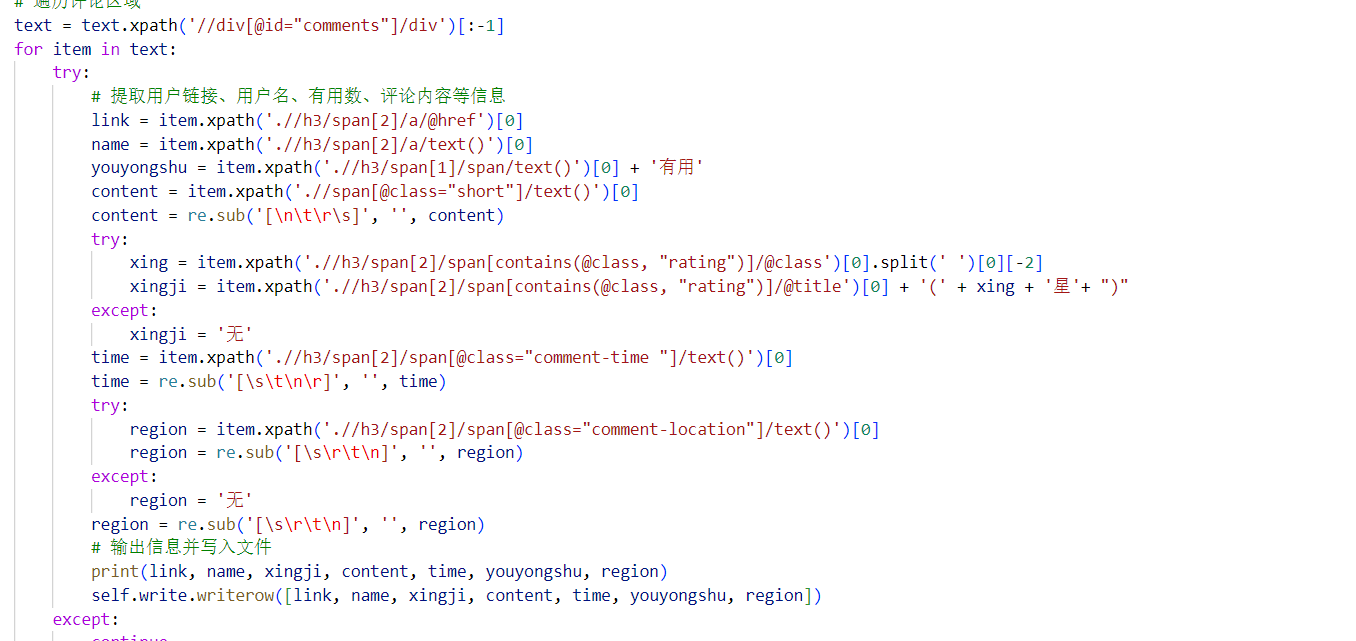 # 遍历评论区域
text = text.xpath('//div[@id="comments"]/div')[:-1]
for item in text:
    try:
        # 提取用户链接、用户名、有用数、评论内容等信息
        link = item.xpath('.//h3/span[2]/a/@href')[0]
        name = item.xpath('.//h3/span[2]/a/text()')[0]
        youyongshu = item.xpath('.//h3/span[1]/span/text()')[0] + '有用'
        content = item.xpath('.//span[@class="short"]/text()')[0]
        content = re.sub('[\n\t\r\s]', '', content)
        try:
            xing = item.xpath('.//h3/span[2]/span[contains(@class, "rating")]/@class')[0].split(' ')[0][-2]
            xingji = item.xpath('.//h3/span[2]/span[contains(@class, "rating")]/@title')[0] + '(' + xing + '星'+ ")"
        except:
            xingji = '无'
        time = item.xpath('.//h3/span[2]/span[@class="comment-time "]/text()')[0]
        time = re.sub('[\s\t\n\r]', '', time)
        try:
            region = item.xpath('.//h3/span[2]/span[@class="comment-location"]/text()')[0]
            region = re.sub('[\s\r\t\n]', '', region)
        except:
            region = '无'
        region = re.sub('[\s\r\t\n]', '', region)
        # 输出信息并写入文件
        print(link, name, xingji, content, time, youyongshu, region)
        self.write.writerow([link, name, xingji, content, time, youyongshu, region])
    except:
        continue